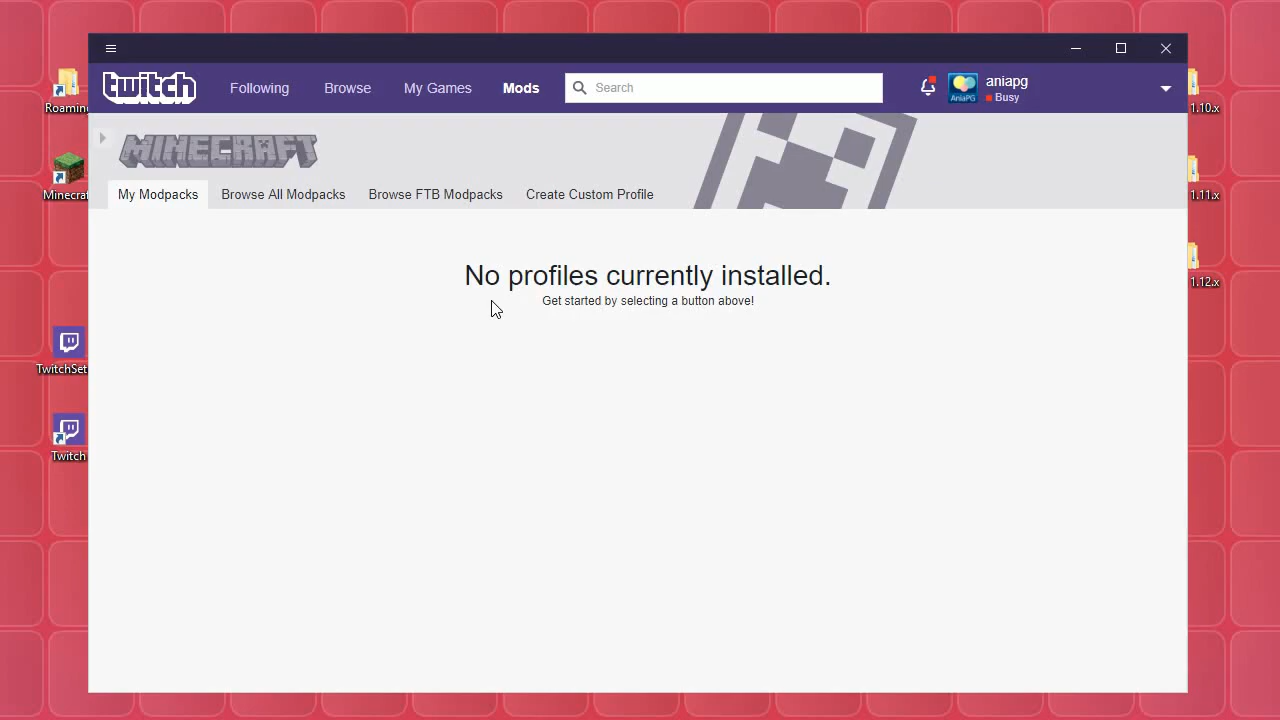 twitch
Following
Browse
My Games
Mods
Search
aniapg
Busy
AniaPG
MINECRAFT
My Modpacks
Browse All Modpacks
Browse FTB Modpacks
Create Custom Profile
No profiles currently installed.
Get started by selecting a button above!
Roaming
Minecraft
TwitchSet
Twitch
1.10.x
1.11.x
1.12.x